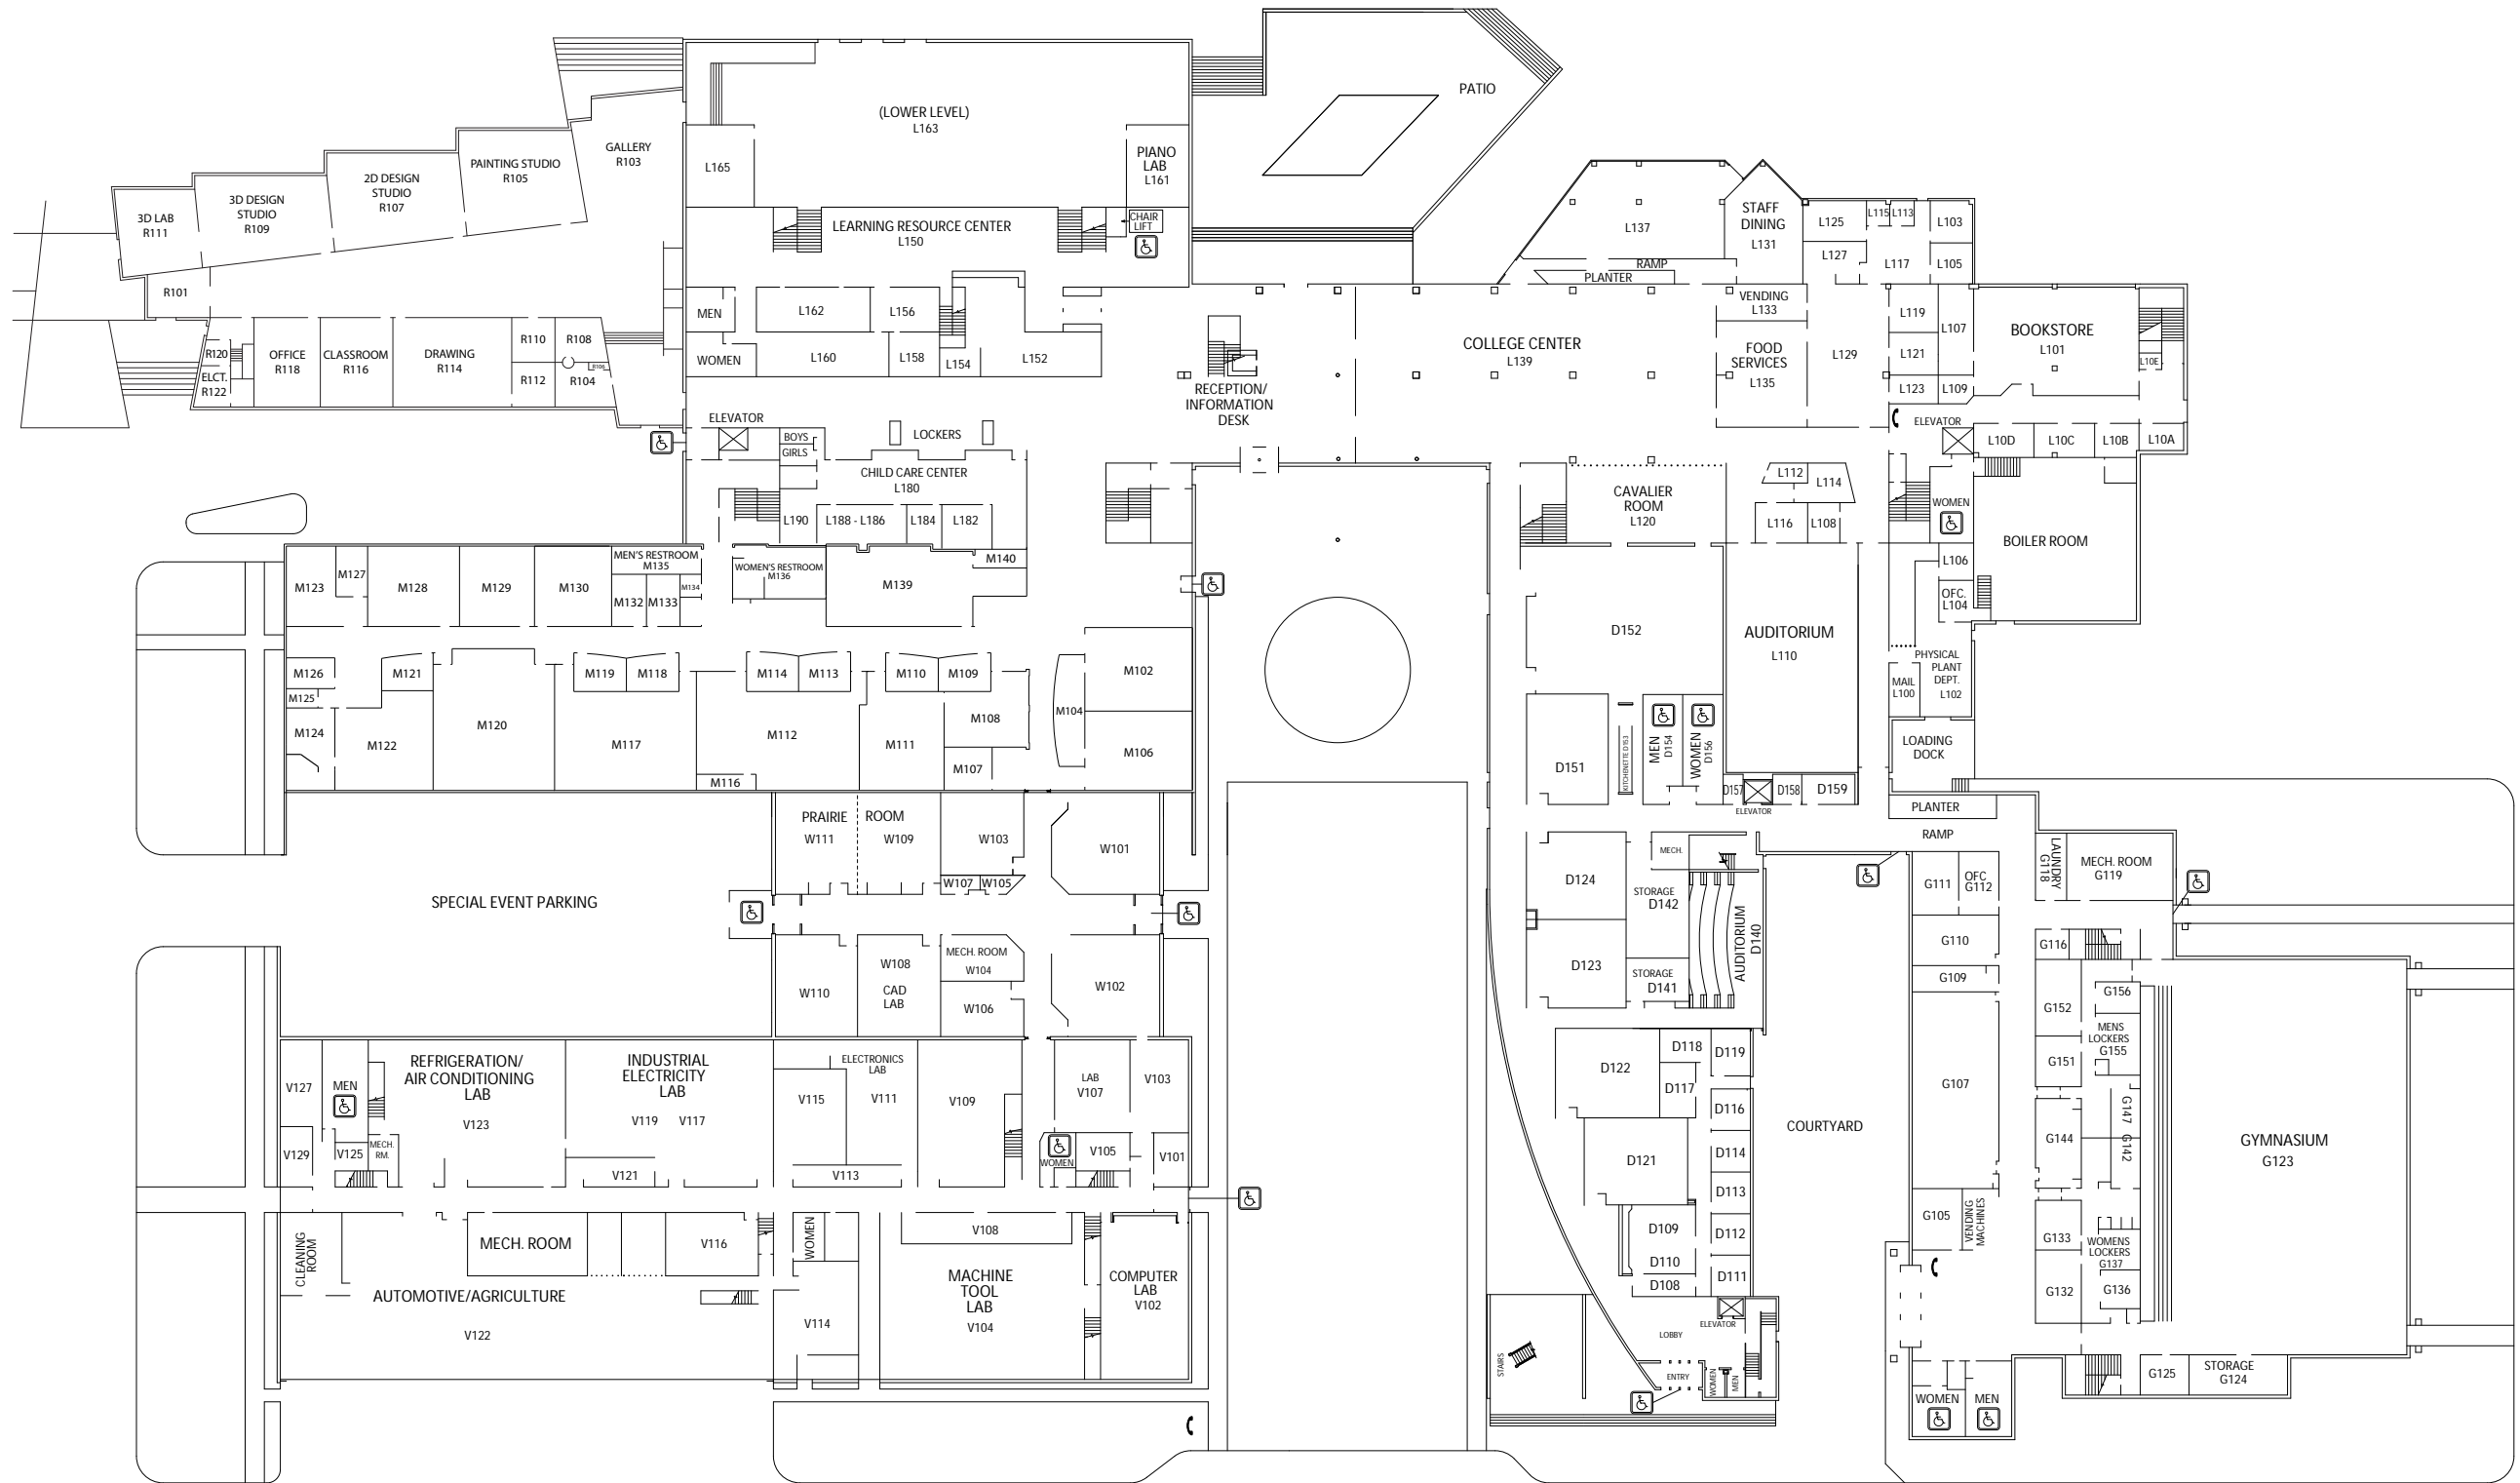 PATIO
(LOWER LEVEL)
L163
GALLERY
R103
PAINTING STUDIO
R105
2D DESIGN
STUDIO
R107
3D DESIGN
STUDIO
R109
3D LAB
R111
L165
PIANO
LAB
L161
CHAIR
LIFT
LEARNING RESOURCE CENTER
L150
L137
STAFF
DINING
L131
L125
L115
L113
L103
L127
L117
L105
RAMP
PLANTER
R101
MEN
L162
L156
VENDING
L133
L119
L107
BOOKSTORE
L101
R120
ELCT.
R122
OFFICE
R118
CLASSROOM
R116
DRAWING
R114
R110
R108
R112
R106
R104
WOMEN
L160
L158
L154
L152
COLLEGE CENTER
L139
FOOD
SERVICES
L135
L129
L121
L10E
L123
L109
RECEPTION/
INFORMATION
DESK
ELEVATOR
BOYS
GIRLS
LOCKERS
ELEVATOR
L10D
L10C
L10B
L10A
CHILD CARE CENTER
L180
L190
L188 - L186
L184
L182
CAVALIER
ROOM
L120
L112
L114
L116
L108
WOMEN
BOILER ROOM
L106
OFC.
L104
M123
M127
M128
M129
M130
MEN'S RESTROOM
M135
M132
M133
M134
WOMEN'S RESTROOM
M136
M139
M140
D152
AUDITORIUM
L110
PHYSICAL
PLANT
DEPT.
L102
MAIL
L100
M126
M125
M124
M121
M122
M120
M119
M118
M117
M114
M113
M112
M116
M110
M109
M111
M108
M107
M104
M102
M106
D151
KITCHENETTE D153
MEN
D154
WOMEN
D156
D157
ELEVATOR
D158
D159
LOADING
DOCK
PLANTER
RAMP
PRAIRIE
ROOM
W111
W109
W103
W107
W105
W101
SPECIAL EVENT PARKING
W110
W108
CAD
LAB
MECH. ROOM
W104
W106
W102
D124
MECH.
STORAGE
D142
D123
STORAGE
D141
AUDITORIUM
D140
G111
OFC
G112
LAUNDRY
G118
MECH. ROOM
G119
G110
G116
G109
G152
G156
MENS
LOCKERS
G155
G151
G107
G147
G142
G144
GYMNASIUM
G123
D122
D118
D119
D117
D116
D121
D114
D113
D109
D112
D110
D108
D111
COURTYARD
V127
MEN
REFRIGERATION/
AIR CONDITIONING
LAB
V123
INDUSTRIAL
ELECTRICITY
LAB
V119
V117
V115
ELECTRONICS
LAB
V111
V109
LAB
V107
V103
V129
V125
MECH.
RM.
V121
V113
WOMEN
V105
V101
CLEANING
ROOM
MECH. ROOM
V116
WOMEN
V108
AUTOMOTIVE/AGRICULTURE
V122
V114
MACHINE
TOOL
LAB
V104
COMPUTER
LAB
V102
G105
VENDING
MACHINES
G133
WOMENS
LOCKERS
G137
G132
G136
ELEVATOR
LOBBY
STAIRS
ENTRY
WOMEN
MEN
WOMEN
MEN
G125
STORAGE
G124